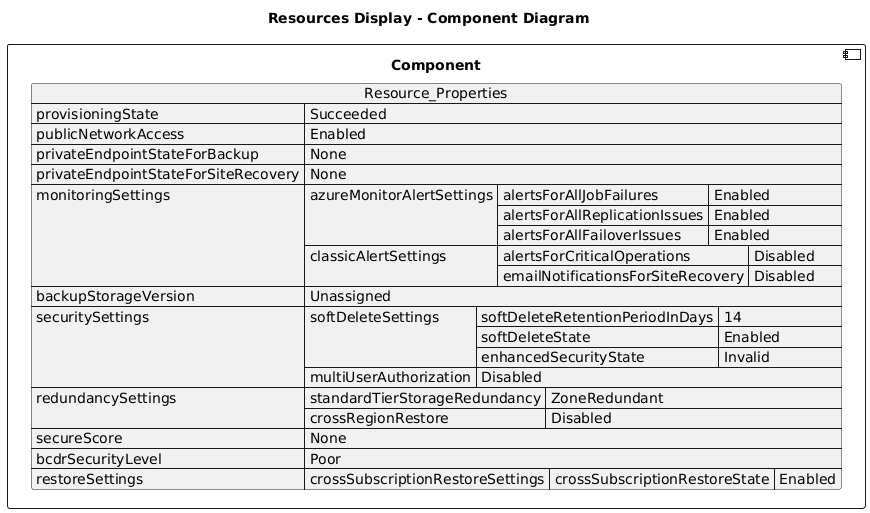 Resources Display - Component Diagram
Component
Resource_Properties
provisioningState Succeeded
publicNetworkAccess Enabled
privateEndpointStateForBackup None
privateEndpointStateForSiteRecovery None
monitoringSettings azureMonitorAlertSettings alertsForAllJobFailures Enabled
alertsForAllReplicationIssues Enabled
alertsForAllFailoverIssues Enabled
classicAlertSettings alertsForCriticalOperations Disabled
emailNotificationsForSiteRecovery Disabled
backupStorageVersion Unassigned
securitySettings softDeleteSettings softDeleteRetentionPeriodInDays 14
softDeleteState Enabled
enhancedSecurityState Invalid
multiUserAuthorization Disabled
redundancySettings standardTierStorageRedundancy ZoneRedundant
crossRegionRestore Disabled
secureScore None
bcdrSecurityLevel Poor
restoreSettings crossSubscriptionRestoreSettings crossSubscriptionRestoreState Enabled